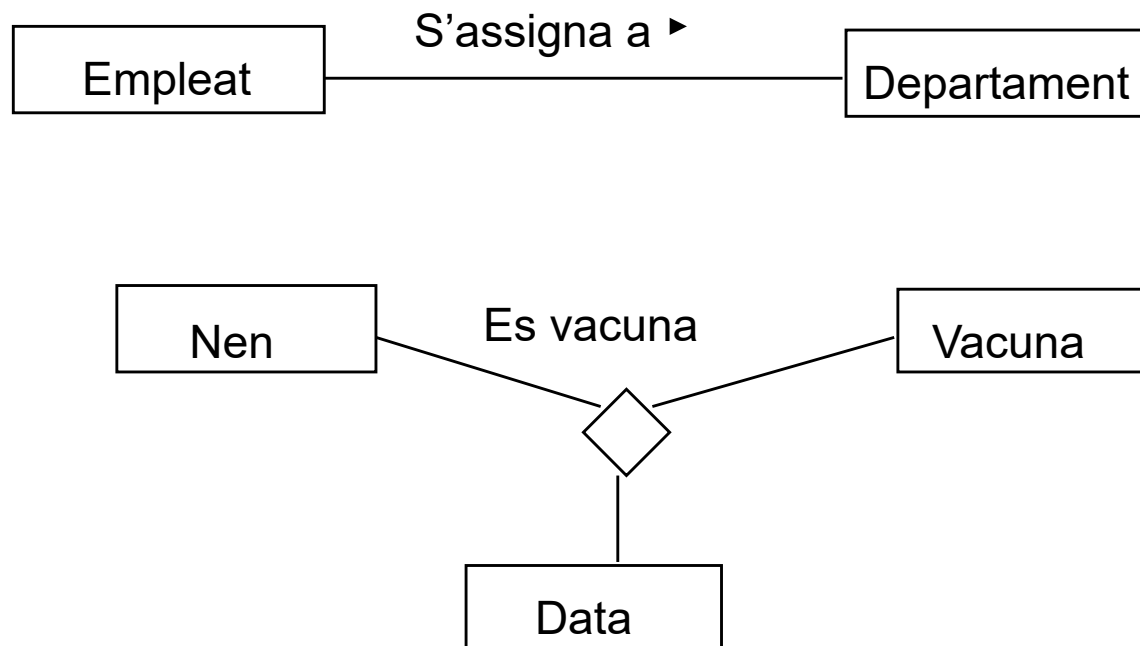 S’assigna a ►
Empleat
Departament
Es vacuna
Nen
Vacuna
Data